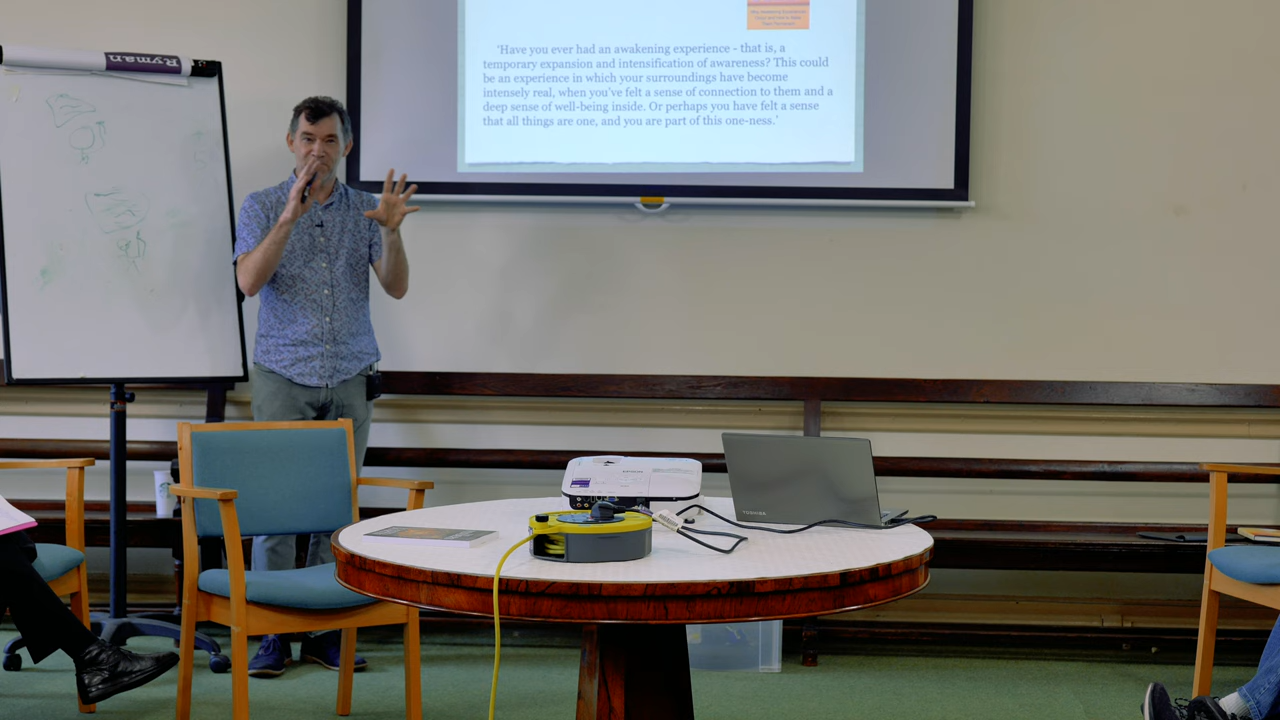 Ryman
'Have you ever had an awakening experience - that is, a
temporary expansion and intensification of awareness? This could
be an experience in which your surroundings have become
intensely real, when you've felt a sense of connection to them and a
deep sense of well-being inside. Or perhaps you have felt a sense
that all things are one, and you are part of this one-ness.'
EPSON
TOSHIBA